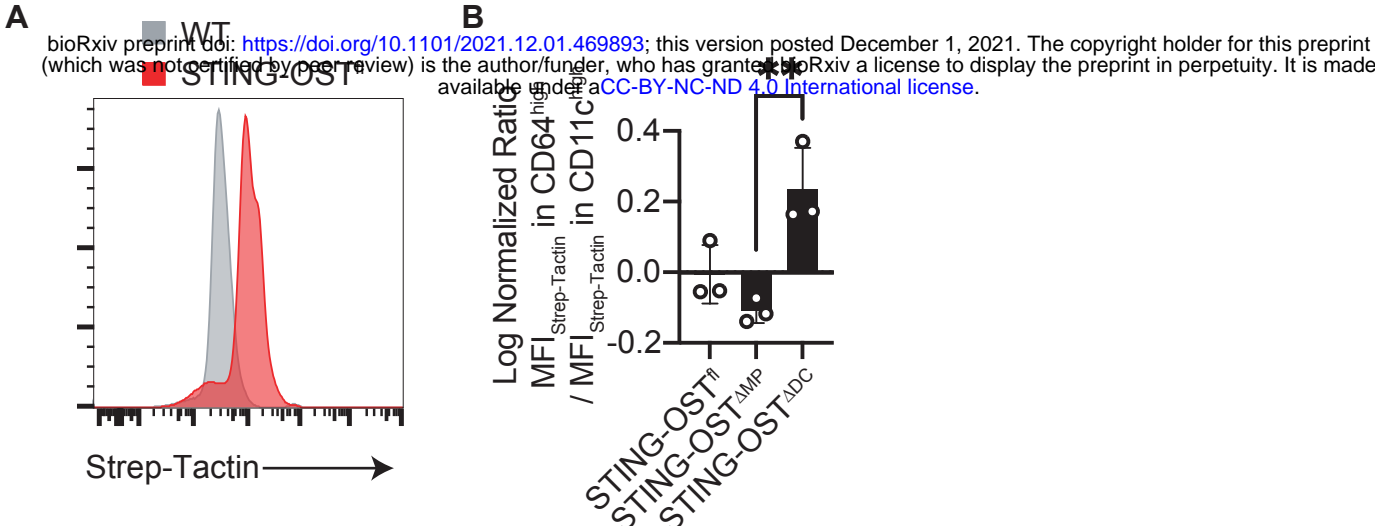 A
B
WT
bioRxiv preprint doi: https://doi.org/10.1101/2021.12.01.469893; this version posted December 1, 2021. The copyright holder for this preprint
(which was not certified by peer review) is the author/funder, who has granted bioRxiv a license to display the preprint in perpetuity. It is made
available under aCC-BY-NC-ND 4.0 International license.
STING-OSTfl
**
Log Normalized Ratio
MFIStrep-Tactin in CD64high
/ MFIStrep-Tactin in CD11chigh
0.4
0.2
0.0
-0.2
STING-OSTfl
STING-OSTΔMP
STING-OSTΔDC
Strep-Tactin